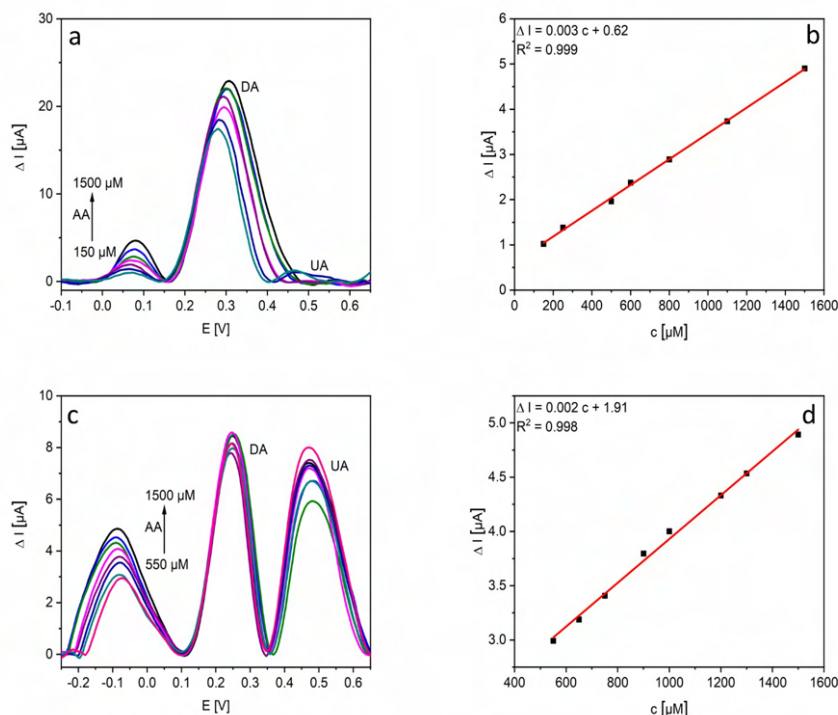 a
30
20
10
0
Δ I [µA]
DA
1500 µM
AA
150 µM
UA
-0.1 0.0 0.1 0.2 0.3 0.4 0.5 0.6
E [V]
b
Δ I = 0.003 c + 0.62
R² = 0.999
6
5
4
3
2
1
0
Δ I [µA]
0 200 400 600 800 1000 1200 1400 1600
c [µM]
c
10
8
6
4
2
0
Δ I [µA]
DA
UA
1500 µM
AA
550 µM
-0.2 -0.1 0.0 0.1 0.2 0.3 0.4 0.5 0.6
E [V]
d
Δ I = 0.002 c + 1.91
R² = 0.998
5.0
4.5
4.0
3.5
3.0
Δ I [µA]
400 600 800 1000 1200 1400 1600
c [µM]